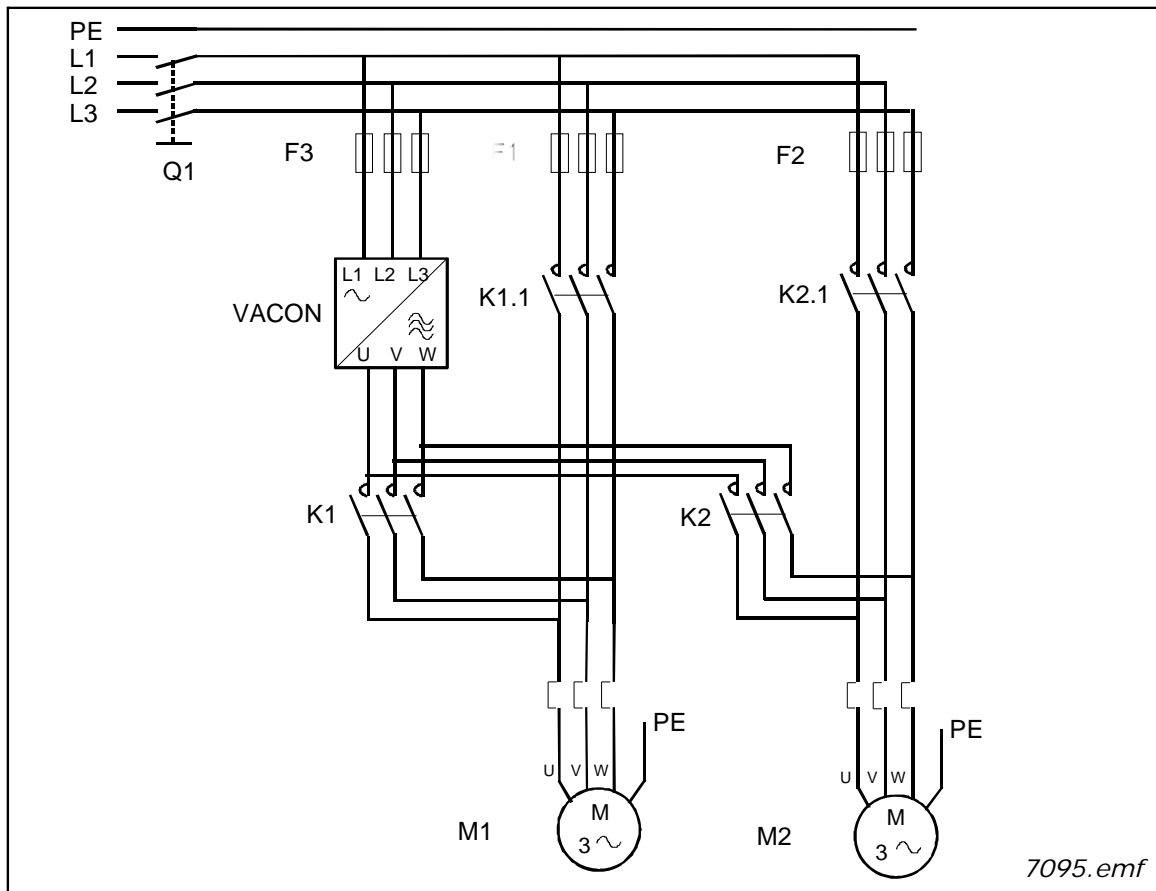 PE
L1
L2
L3
Q1
F3
F1
F2
L1 L2 L3
VACON
U V W
K1.1
K2.1
K1
K2
PE
PE
U V W
U V W
M
3
M1
M
3
M2
7095.emf